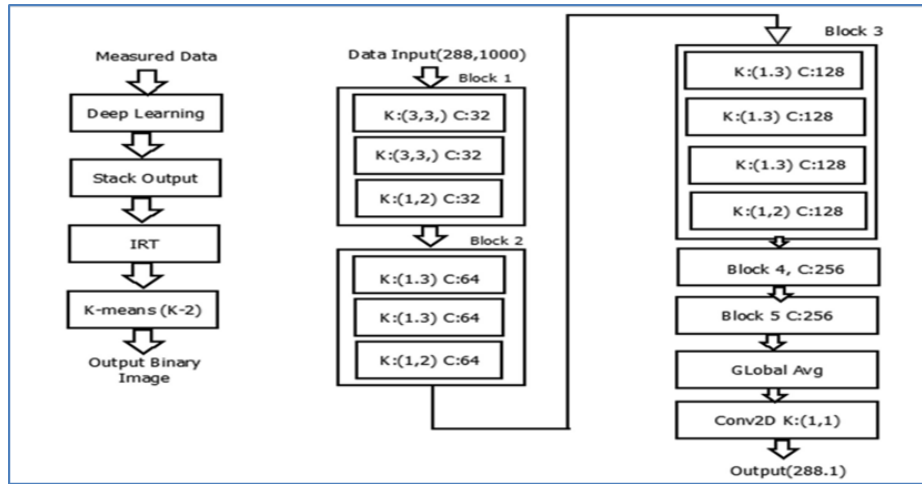 Measured Data
Deep Learning
Stack Output
IRT
K-means (K-2)
Output Binary
Image
Data Input(288,1000)
Block 1
K:(3,3,) C:32
K:(3,3,) C:32
K:(1,2) C:32
Block 2
K:(1.3) C:64
K:(1.3) C:64
K:(1,2) C:64
Block 3
K:(1.3) C:128
K:(1.3) C:128
K:(1.3) C:128
K:(1,2) C:128
Block 4, C:256
Block 5 C:256
GLobal Avg
Conv2D K:(1,1)
Output(288.1)